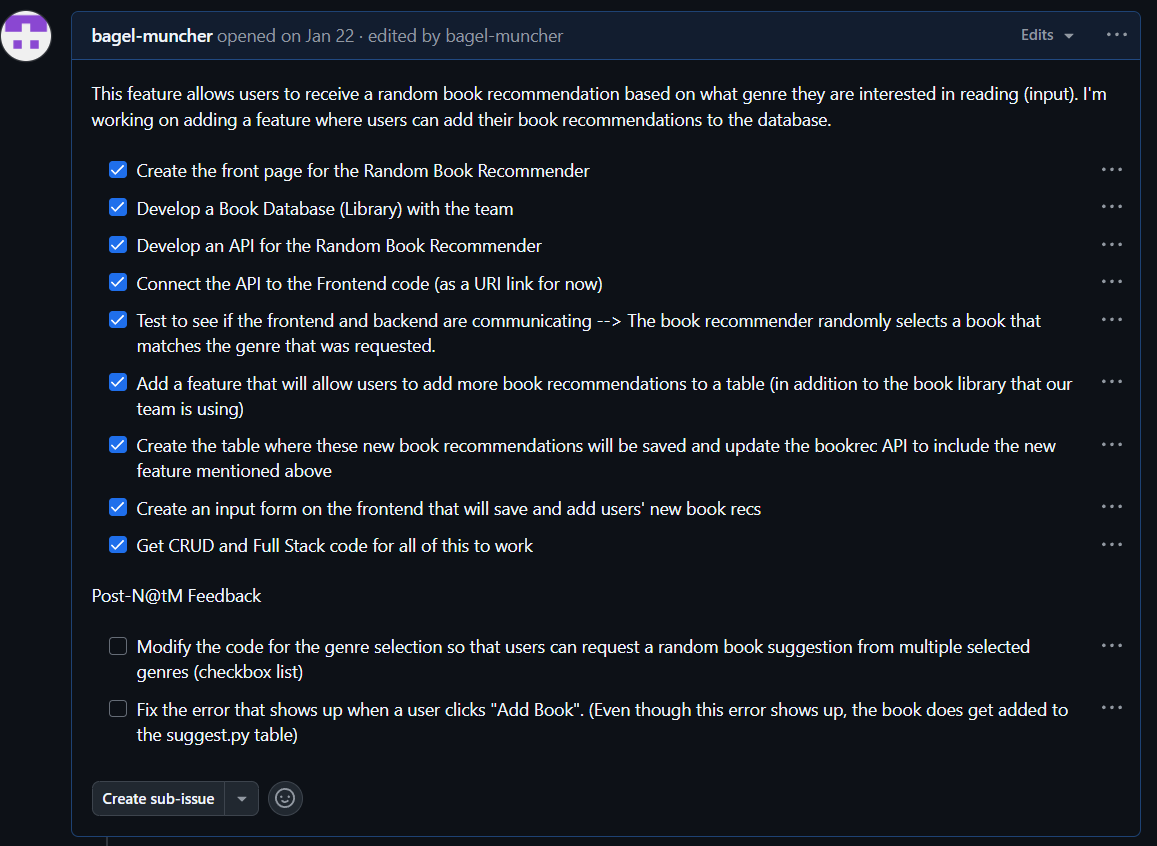 bagel-muncher opened on Jan 22 · edited by bagel-muncher
Edits
This feature allows users to receive a random book recommendation based on what genre they are interested in reading (input). I'm
working on adding a feature where users can add their book recommendations to the database.
Create the front page for the Random Book Recommender
Develop a Book Database (Library) with the team
Develop an API for the Random Book Recommender
Connect the API to the Frontend code (as a URI link for now)
Test to see if the frontend and backend are communicating --> The book recommender randomly selects a book that
matches the genre that was requested.
Add a feature that will allow users to add more book recommendations to a table (in addition to the book library that our
team is using)
Create the table where these new book recommendations will be saved and update the bookrec API to include the new
feature mentioned above
Create an input form on the frontend that will save and add users' new book recs
Get CRUD and Full Stack code for all of this to work
Post-N@tM Feedback
Modify the code for the genre selection so that users can request a random book suggestion from multiple selected
genres (checkbox list)
Fix the error that shows up when a user clicks "Add Book". (Even though this error shows up, the book does get added to
the suggest.py table)
Create sub-issue